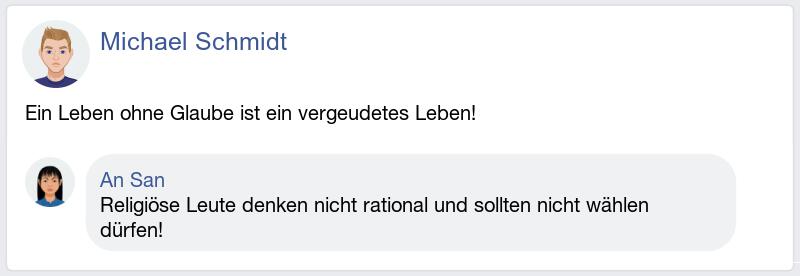 Michael Schmidt
Ein Leben ohne Glaube ist ein vergeudetes Leben!
An San
Religiöse Leute denken nicht rational und sollten nicht wählen
dürfen!